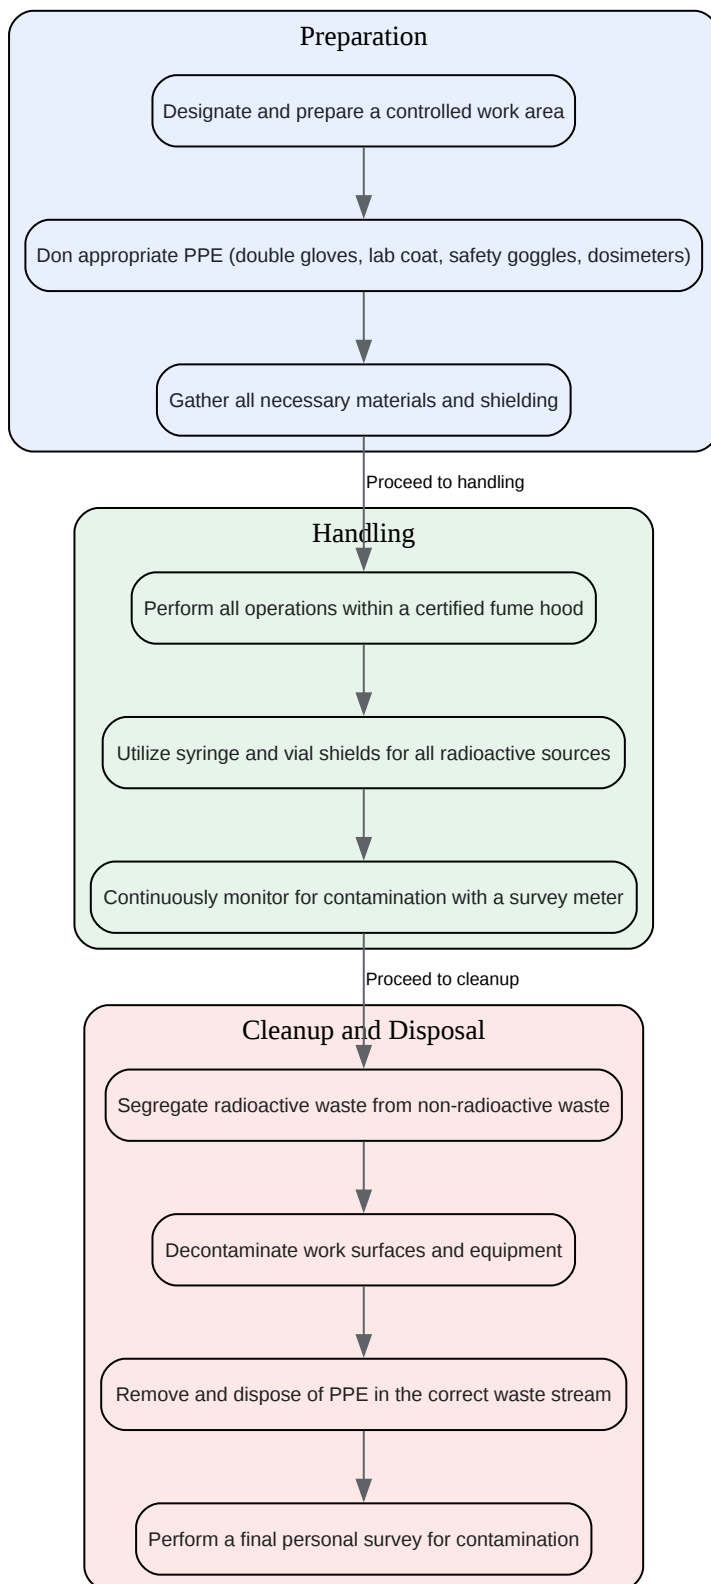 Preparation
Designate and prepare a controlled work area
Don appropriate PPE (double gloves, lab coat, safety goggles, dosimeters)
Gather all necessary materials and shielding
Proceed to handling
Handling
Perform all operations within a certified fume hood
Utilize syringe and vial shields for all radioactive sources
Continuously monitor for contamination with a survey meter
Proceed to cleanup
Cleanup and Disposal
Segregate radioactive waste from non-radioactive waste
Decontaminate work surfaces and equipment
Remove and dispose of PPE in the correct waste stream
Perform a final personal survey for contamination